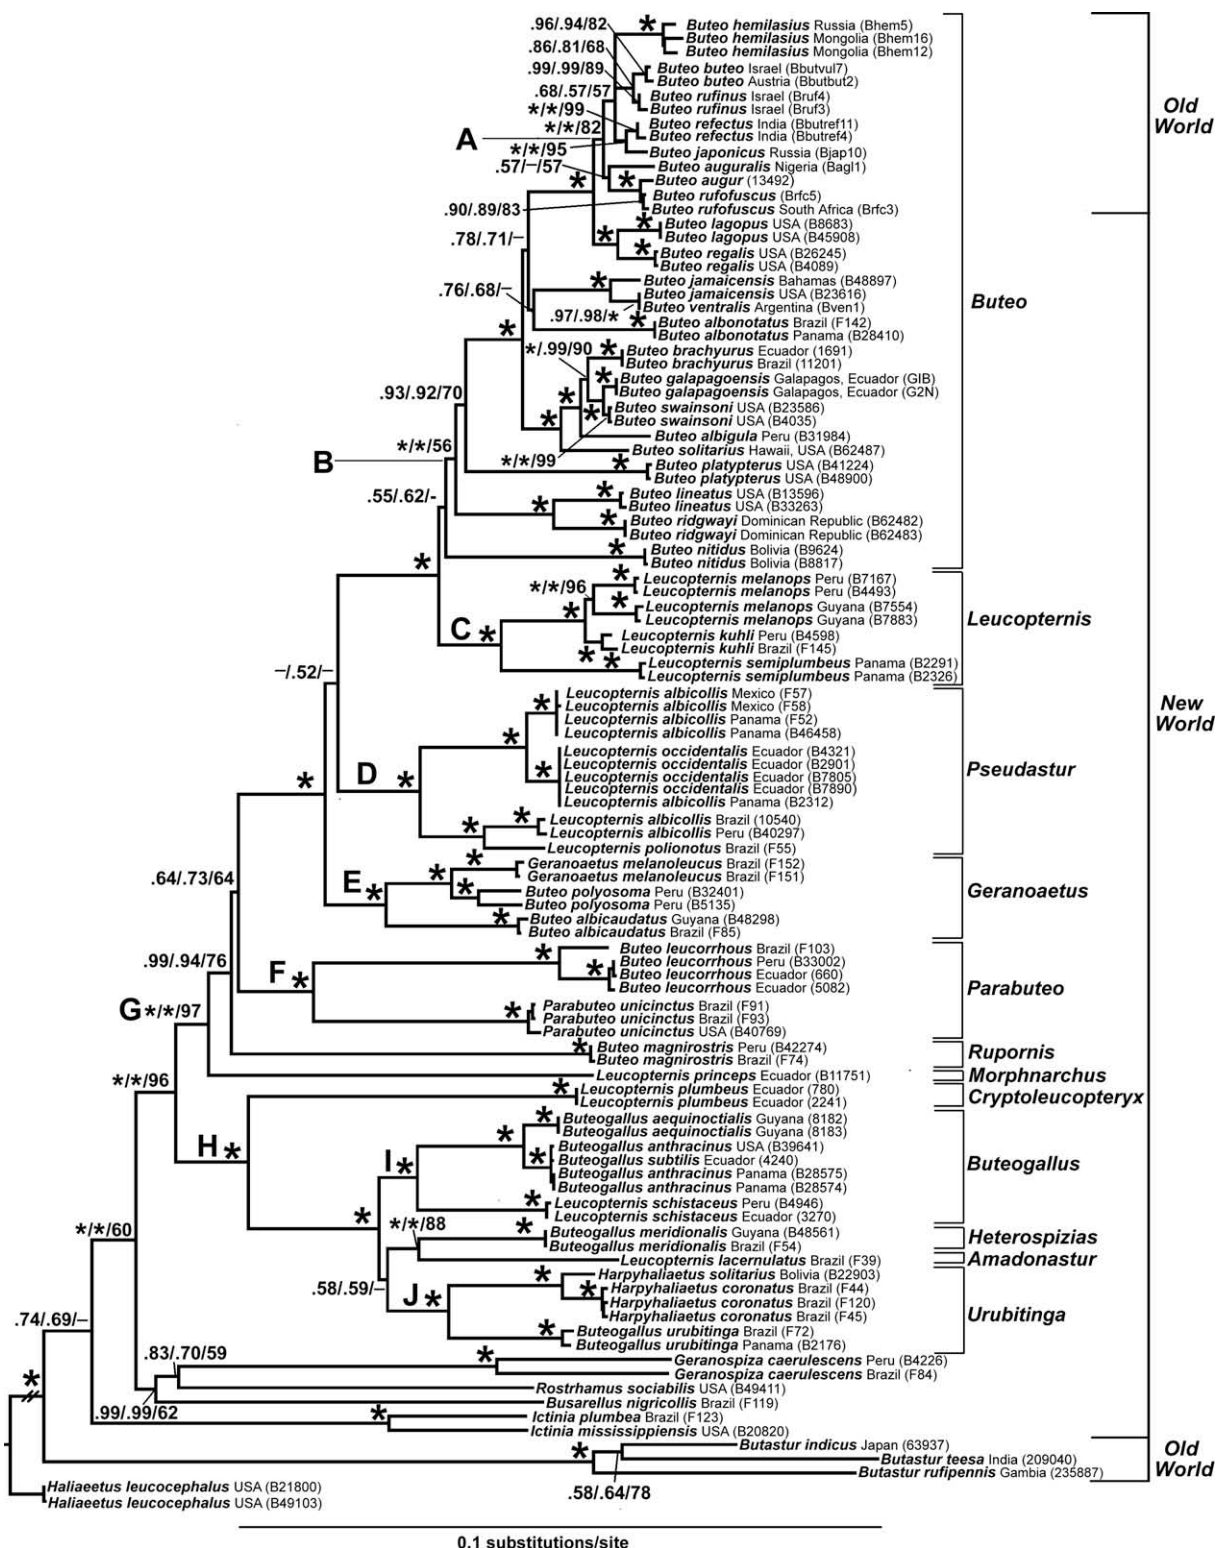 .96/.94/82
* Buteo hemilasius Russia (Bhem5)
Buteo hemilasius Mongolia (Bhem16)
.86/.81/68
Buteo hemilasius Mongolia (Bhem12)
.99/.99/89
Buteo buteo Israel (Bbutvul7)
Buteo buteo Austria (Bbutbut2)
.68/.57/57
Buteo rufinus Israel (Bruf4)
Buteo rufinus Israel (Bruf3)
Old World
*/*/99
Buteo refectus India (Bbutref11)
*/*/82
Buteo refectus India (Bbutref4)
A
*/*/95
Buteo japonicus Russia (Bjap10)
.57/–/57
Buteo auguralis Nigeria (Bagl1)
* * Buteo augur (13492)
Buteo rufofuscus (Brfc5)
.90/.89/83
Buteo rufofuscus South Africa (Brfc3)
* Buteo lagopus USA (B8683)
.78/.71/–
* Buteo lagopus USA (B45908)
* Buteo regalis USA (B26245)
Buteo regalis USA (B4089)
* Buteo jamaicensis Bahamas (B48897)
.76/.68/–
Buteo jamaicensis USA (B23616)
Buteo
.97/.98/*
Buteo ventralis Argentina (Bven1)
* * Buteo albonotatus Brazil (F142)
Buteo albonotatus Panama (B28410)
*/.99/90
* Buteo brachyurus Ecuador (1691)
Buteo brachyurus Brazil (11201)
.93/.92/70
* Buteo galapagoensis Galapagos, Ecuador (GIB)
Buteo galapagoensis Galapagos, Ecuador (G2N)
* * * Buteo swainsoni USA (B23586)
Buteo swainsoni USA (B4035)
*/*/56
Buteo albigula Peru (B31984)
Buteo solitarius Hawaii, USA (B62487)
B
*/*/99
* Buteo platypterus USA (B41224)
Buteo platypterus USA (B48900)
.55/.62/-
* * Buteo lineatus USA (B13596)
Buteo lineatus USA (B33263)
* Buteo ridgwayi Dominican Republic (B62482)
Buteo ridgwayi Dominican Republic (B62483)
* * Buteo nitidus Bolivia (B9624)
Buteo nitidus Bolivia (B8817)
*/*/96
* Leucopternis melanops Peru (B7167)
Leucopternis melanops Peru (B4493)
* * Leucopternis melanops Guyana (B7554)
Leucopternis melanops Guyana (B7883)
Leucopternis
C *
Leucopternis kuhli Peru (B4598)
* * Leucopternis kuhli Brazil (F145)
Leucopternis semiplumbeus Panama (B2291)
–/.52/–
Leucopternis semiplumbeus Panama (B2326)
* Leucopternis albicollis Mexico (F57)
Leucopternis albicollis Mexico (F58)
New World
Leucopternis albicollis Panama (F52)
* Leucopternis albicollis Panama (B46458)
Leucopternis occidentalis Ecuador (B4321)
Leucopternis occidentalis Ecuador (B2901)
* * D * Leucopternis occidentalis Ecuador (B7805)
Pseudastur
Leucopternis occidentalis Ecuador (B7890)
Leucopternis albicollis Panama (B2312)
* * Leucopternis albicollis Brazil (10540)
Leucopternis albicollis Peru (B40297)
Leucopternis polionotus Brazil (F55)
* * Geranoaetus melanoleucus Brazil (F152)
.64/.73/64
Geranoaetus melanoleucus Brazil (F151)
E * * Buteo polyosoma Peru (B32401)
Geranoaetus
Buteo polyosoma Peru (B5135)
* Buteo albicaudatus Guyana (B48298)
Buteo albicaudatus Brazil (F85)
* Buteo leucorrhous Brazil (F103)
.99/.94/76
F * * Buteo leucorrhous Peru (B33002)
Buteo leucorrhous Ecuador (660)
Buteo leucorrhous Ecuador (5082)
Parabuteo
* Parabuteo unicinctus Brazil (F91)
G */*/97
Parabuteo unicinctus Brazil (F93)
Parabuteo unicinctus USA (B40769)
* Buteo magnirostris Peru (B42274)
Buteo magnirostris Brazil (F74)
Rupornis
*/*/96
Leucopternis princeps Ecuador (B11751)
Morphnarchus
* Leucopternis plumbeus Ecuador (780)
Leucopternis plumbeus Ecuador (2241)
Cryptoleucopteryx
* * Buteogallus aequinoctialis Guyana (8182)
Buteogallus aequinoctialis Guyana (8183)
H *
Buteogallus anthracinus USA (B39641)
I * * Buteogallus subtilis Ecuador (4240)
Buteogallus
Buteogallus anthracinus Panama (B28575)
Buteogallus anthracinus Panama (B28574)
* Leucopternis schistaceus Peru (B4946)
* Leucopternis schistaceus Ecuador (3270)
*/*/60
*/*/88
* Buteogallus meridionalis Guyana (B48561)
Heterospizias
Buteogallus meridionalis Brazil (F54)
Leucopternis lacernulatus Brazil (F39)
Amadonastur
* Harpyhaliaetus solitarius Bolivia (B22903)
.58/.59/–
* Harpyhaliaetus coronatus Brazil (F44)
J * Harpyhaliaetus coronatus Brazil (F120)
Harpyhaliaetus coronatus Brazil (F45)
Urubitinga
.74/.69/–
* Buteogallus urubitinga Brazil (F72)
Buteogallus urubitinga Panama (B2176)
.83/.70/59
* Geranospiza caerulescens Peru (B4226)
Geranospiza caerulescens Brazil (F84)
*
Rostrhamus sociabilis USA (B49411)
Busarellus nigricollis Brazil (F119)
.99/.99/62
* Ictinia plumbea Brazil (F123)
Ictinia mississippiensis USA (B20820)
* Butastur indicus Japan (63937)
Butastur teesa India (209040)
Old World
Butastur rufipennis Gambia (235887)
Haliaeetus leucocephalus USA (B21800)
.58/.64/78
Haliaeetus leucocephalus USA (B49103)
0.1 substitutions/site